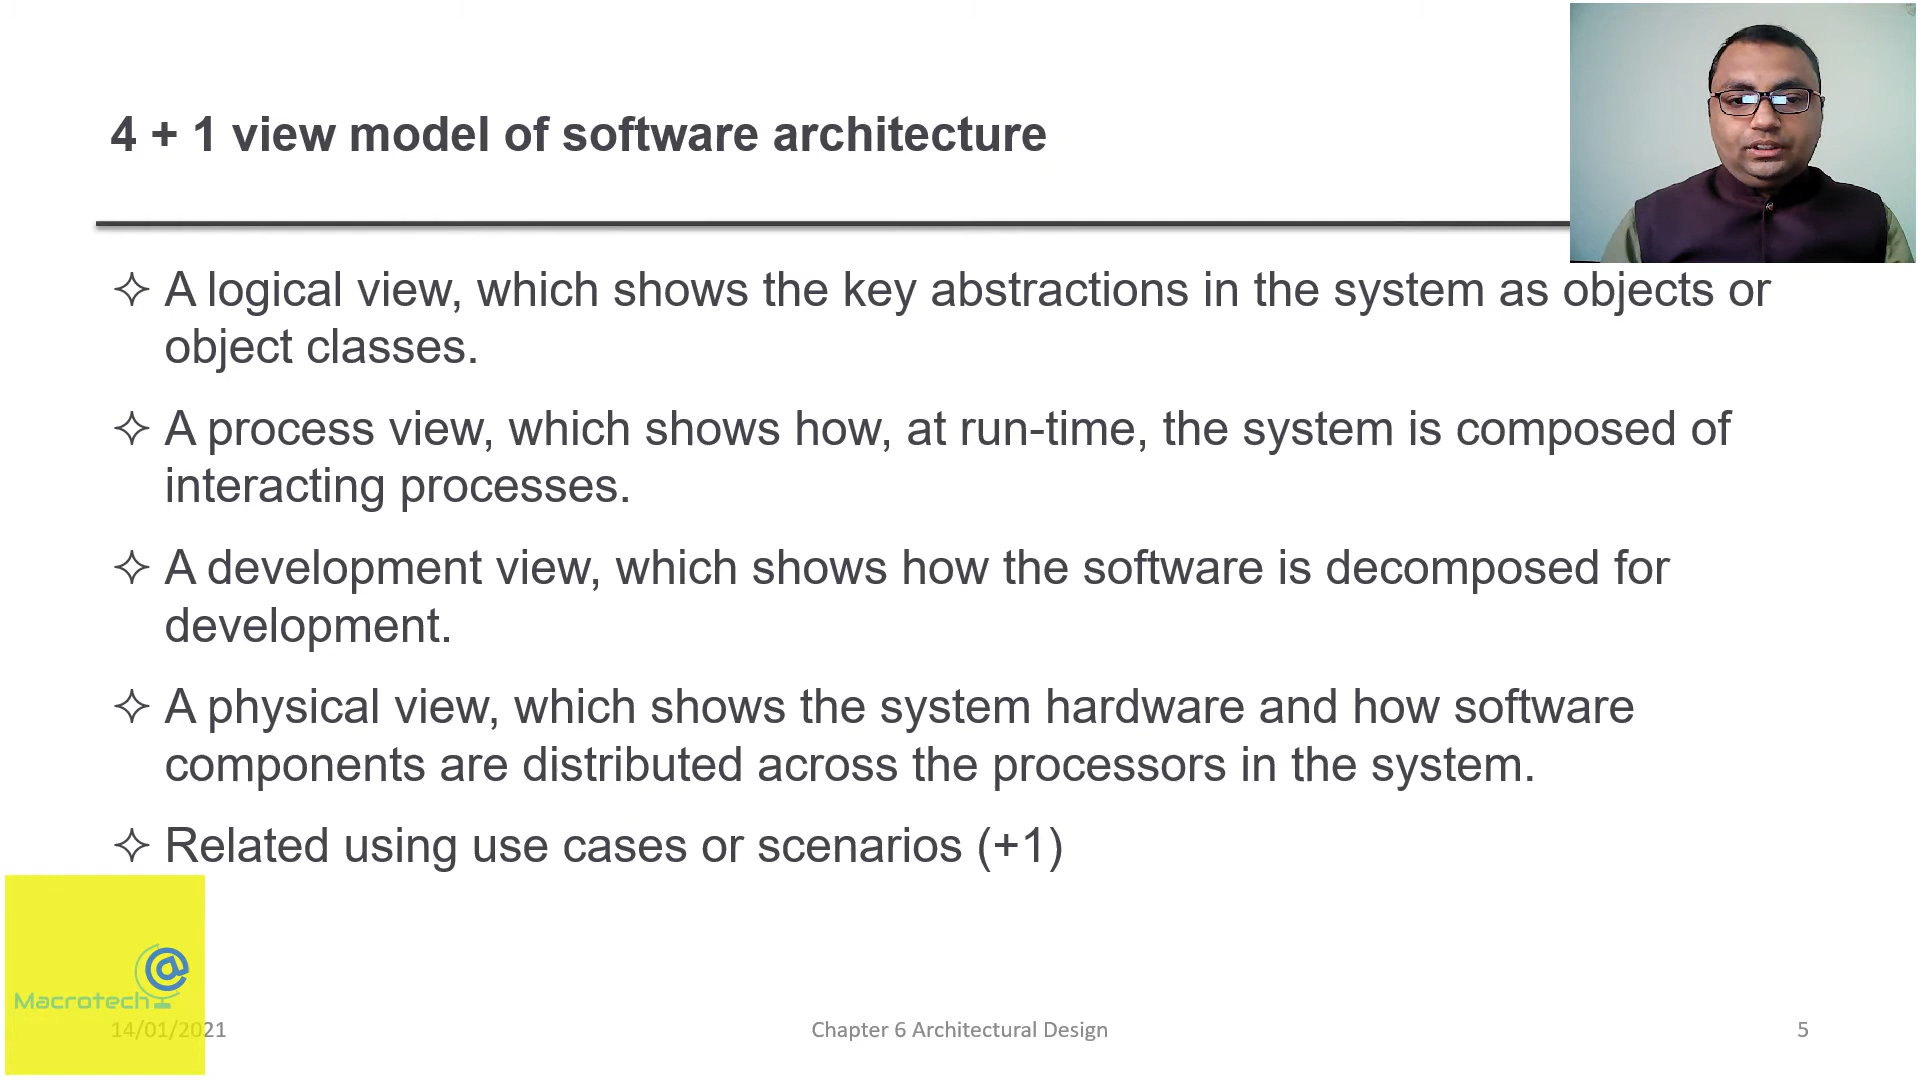 4 + 1 view model of software architecture
A logical view, which shows the key abstractions in the system as objects or
object classes.
A process view, which shows how, at run-time, the system is composed of
interacting processes.
A development view, which shows how the software is decomposed for
development.
A physical view, which shows the system hardware and how software
components are distributed across the processors in the system.
Related using use cases or scenarios (+1)
@
Macrotech
14/01/2021
Chapter 6 Architectural Design
5